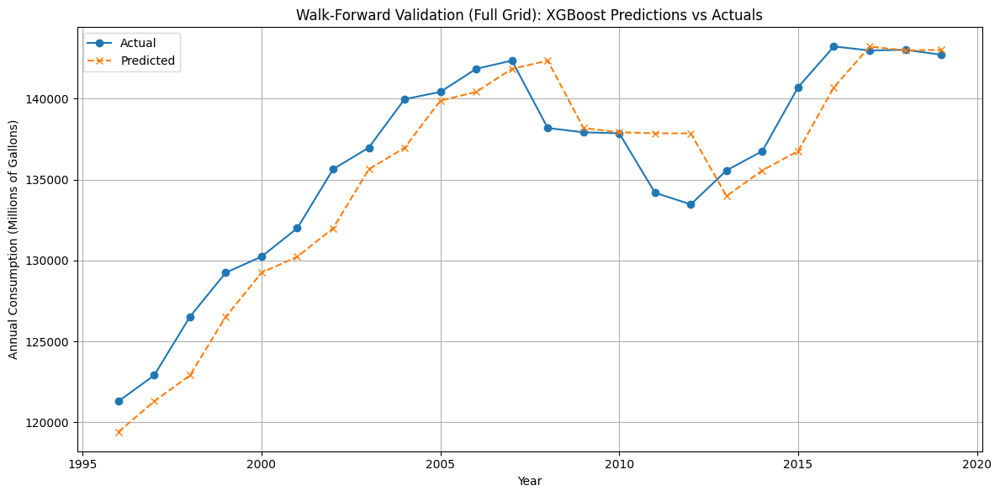 Walk-Forward Validation (Full Grid): XGBoost Predictions vs Actuals
Actual
Predicted
Annual Consumption (Millions of Gallons)
140000
135000
130000
125000
120000
1995
2000
2005
2010
2015
2020
Year